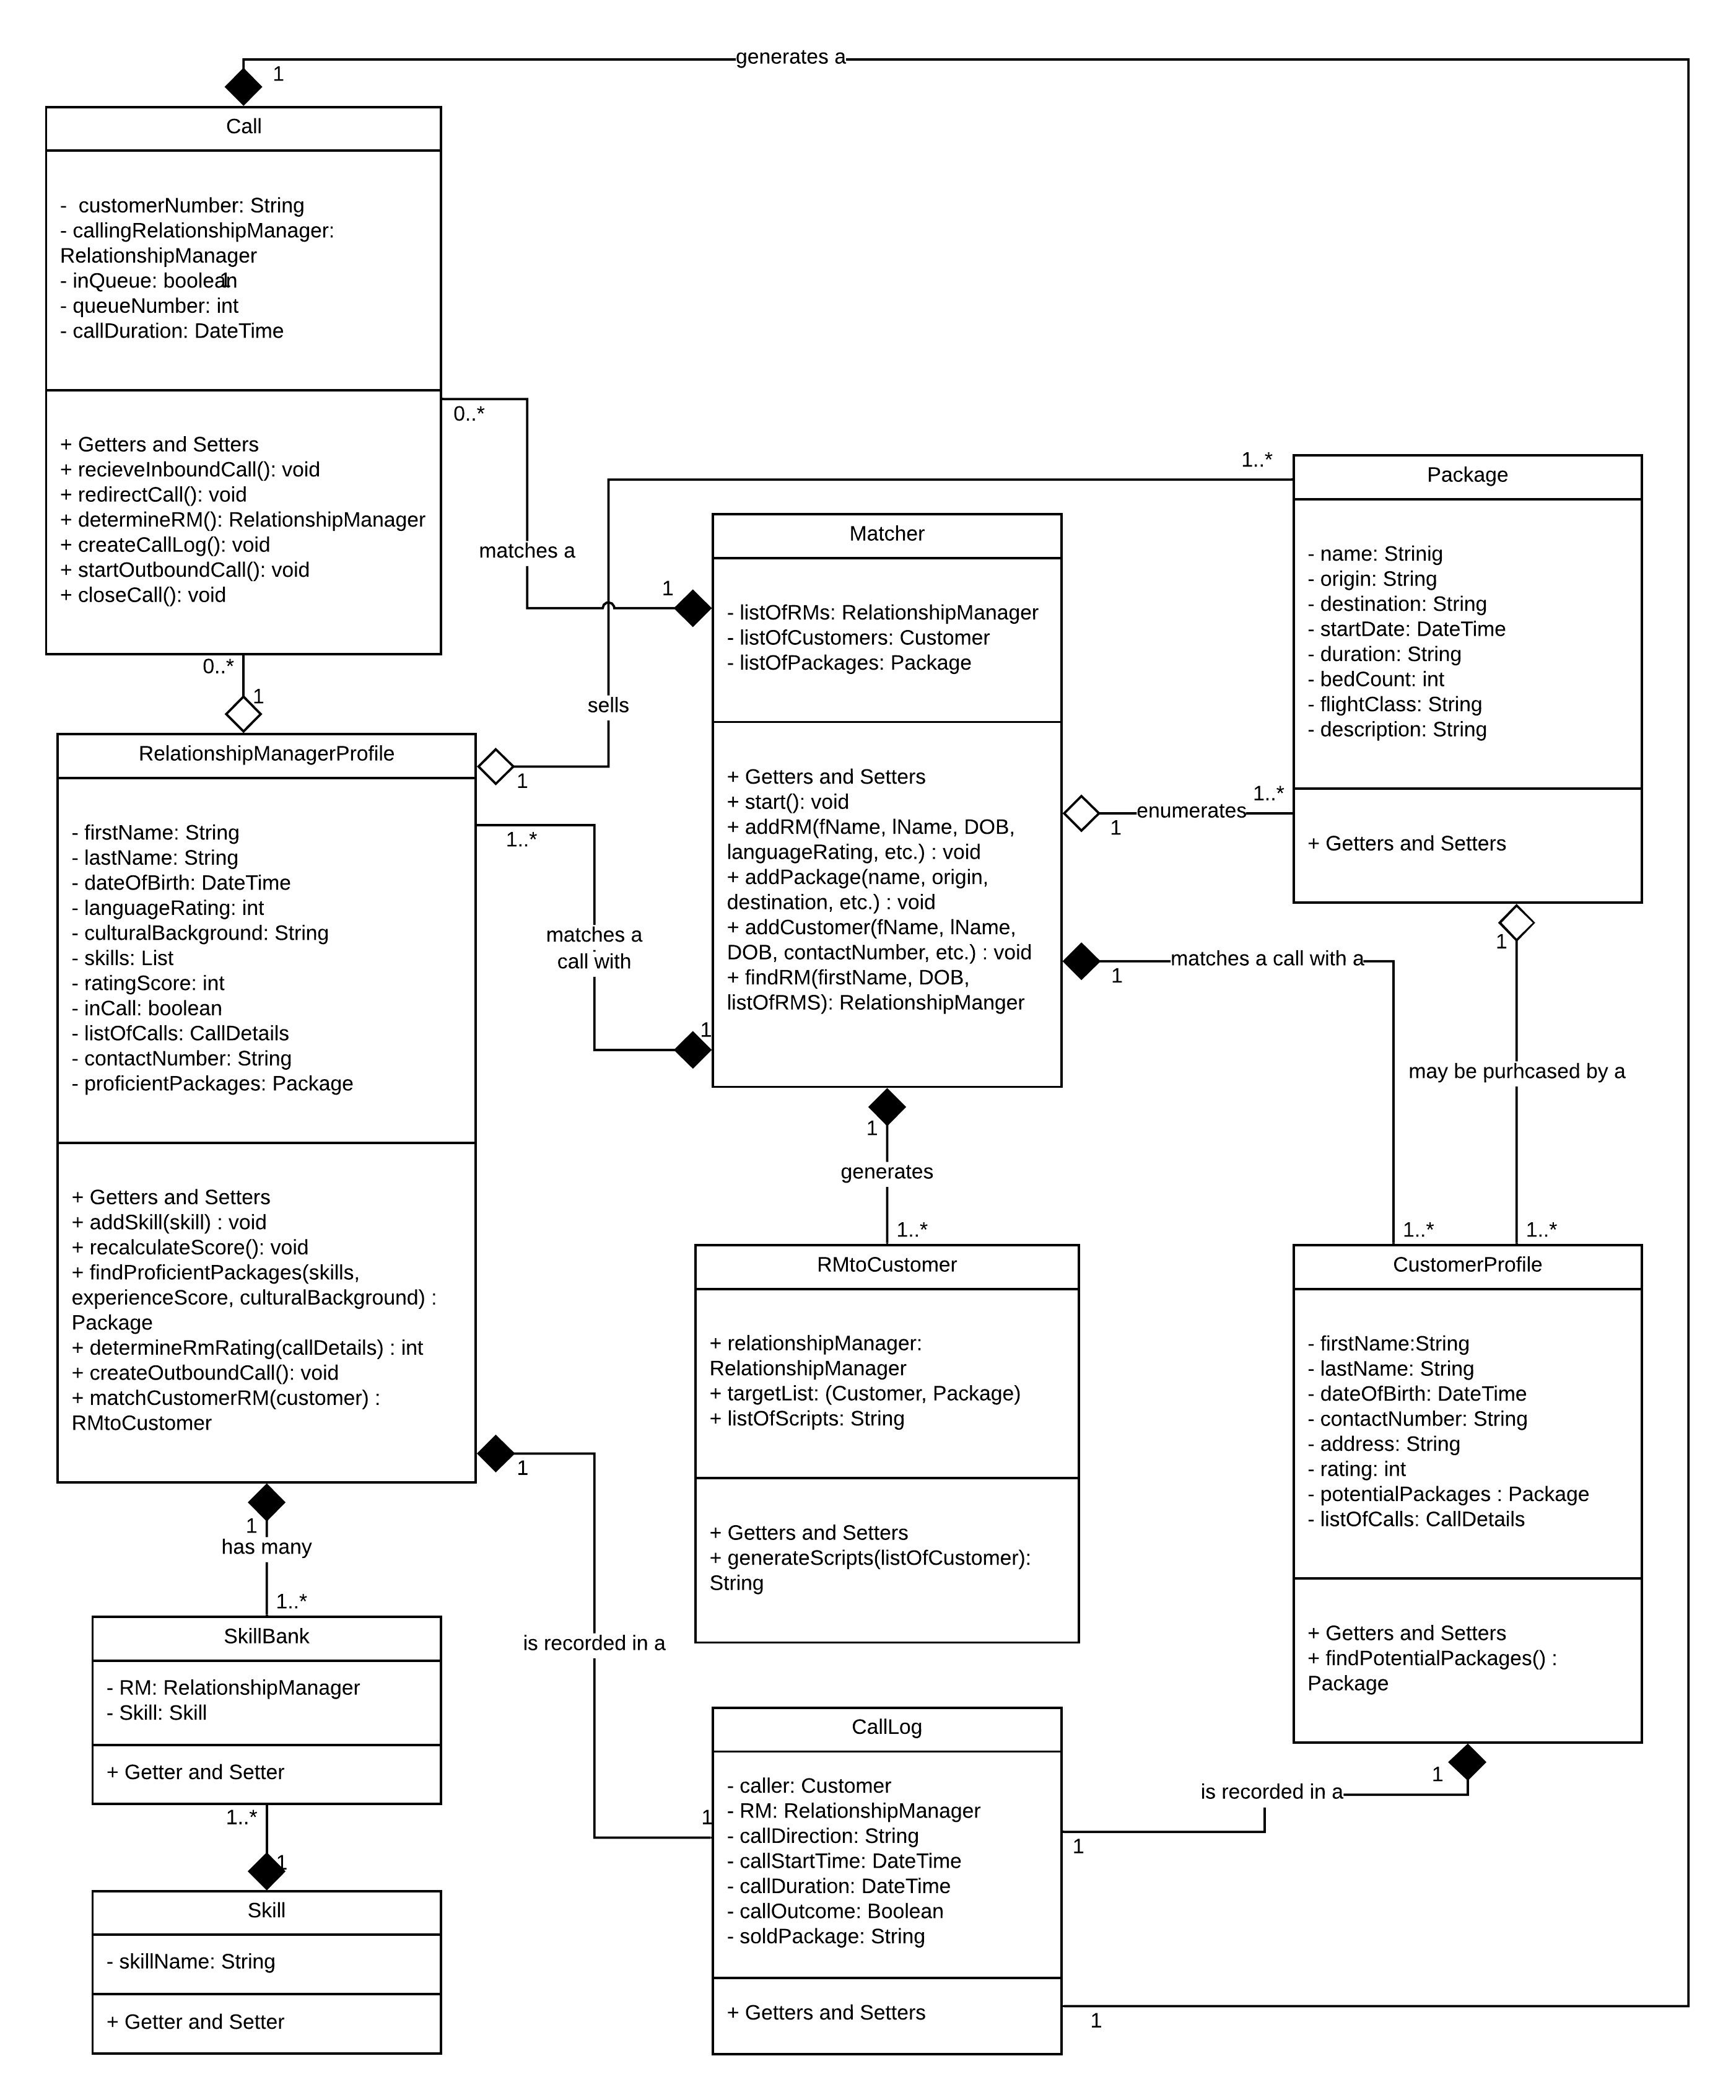 generates a
1
Call
-  customerNumber: String
- callingRelationshipManager:
RelationshipManager
- inQueue: boolean
1
- queueNumber: int
- callDuration: DateTime
+ Getters and Setters
+ recieveInboundCall(): void
+ redirectCall(): void
+ determineRM(): RelationshipManager
+ createCallLog(): void
+ startOutboundCall(): void
+ closeCall(): void
0..*
matches a
1
0..*
1
sells
1
1..*
RelationshipManagerProfile
- firstName: String
- lastName: String
- dateOfBirth: DateTime
- languageRating: int
- culturalBackground: String
- skills: List
- ratingScore: int
- inCall: boolean
- listOfCalls: CallDetails
- contactNumber: String
- proficientPackages: Package
+ Getters and Setters
+ addSkill(skill) : void
+ recalculateScore(): void
+ findProficientPackages(skills,
experienceScore, culturalBackground) :
Package
+ determineRmRating(callDetails) : int
+ createOutboundCall(): void
+ matchCustomerRM(customer) :
RMtoCustomer
1..*
matches a
call with
1
Matcher
- listOfRMs: RelationshipManager
- listOfCustomers: Customer
- listOfPackages: Package
+ Getters and Setters
+ start(): void
+ addRM(fName, lName, DOB,
languageRating, etc.) : void
+ addPackage(name, origin,
destination, etc.) : void
+ addCustomer(fName, lName,
DOB, contactNumber, etc.) : void
+ findRM(firstName, DOB,
listOfRMS): RelationshipManger
1
enumerates
1..*
Package
- name: Strinig
- origin: String
- destination: String
- startDate: DateTime
- duration: String
- bedCount: int
- flightClass: String
- description: String
+ Getters and Setters
1
matches a call with a
1..*
1
may be purhcased by a
1..*
1
generates
1..*
RMtoCustomer
+ relationshipManager:
RelationshipManager
+ targetList: (Customer, Package)
+ listOfScripts: String
+ Getters and Setters
+ generateScripts(listOfCustomer):
String
CustomerProfile
- firstName:String
- lastName: String
- dateOfBirth: DateTime
- contactNumber: String
- address: String
- rating: int
- potentialPackages : Package
- listOfCalls: CallDetails
+ Getters and Setters
+ findPotentialPackages() :
Package
1
has many
1..*
SkillBank
- RM: RelationshipManager
- Skill: Skill
+ Getter and Setter
1..*
1
Skill
- skillName: String
+ Getter and Setter
1
is recorded in a
1
CallLog
- caller: Customer
- RM: RelationshipManager
- callDirection: String
- callStartTime: DateTime
- callDuration: DateTime
- callOutcome: Boolean
- soldPackage: String
+ Getters and Setters
1
is recorded in a
1
1